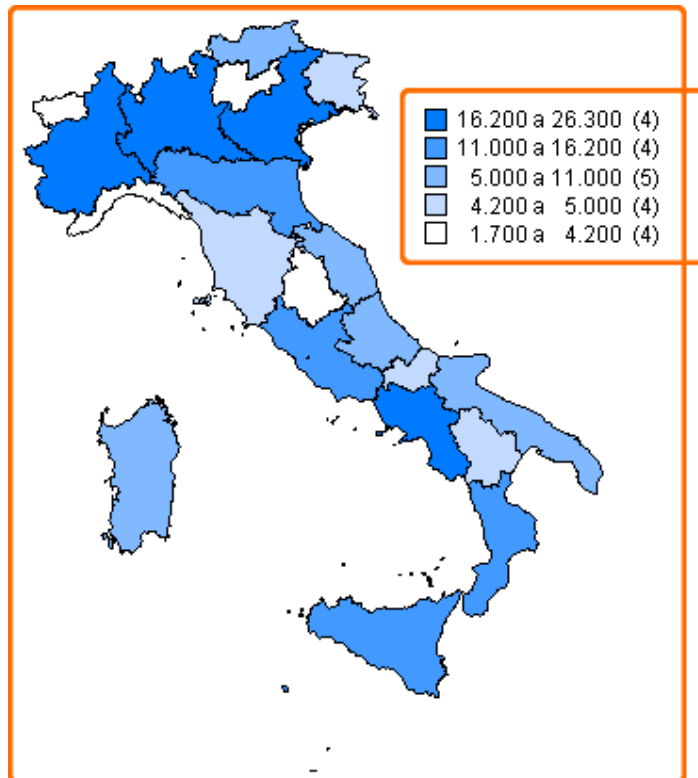 16.200 a 26.300 (4)
11.000 a 16.200 (4)
5.000 a 11.000 (5)
4.200 a 5.000 (4)
1.700 a 4.200 (4)